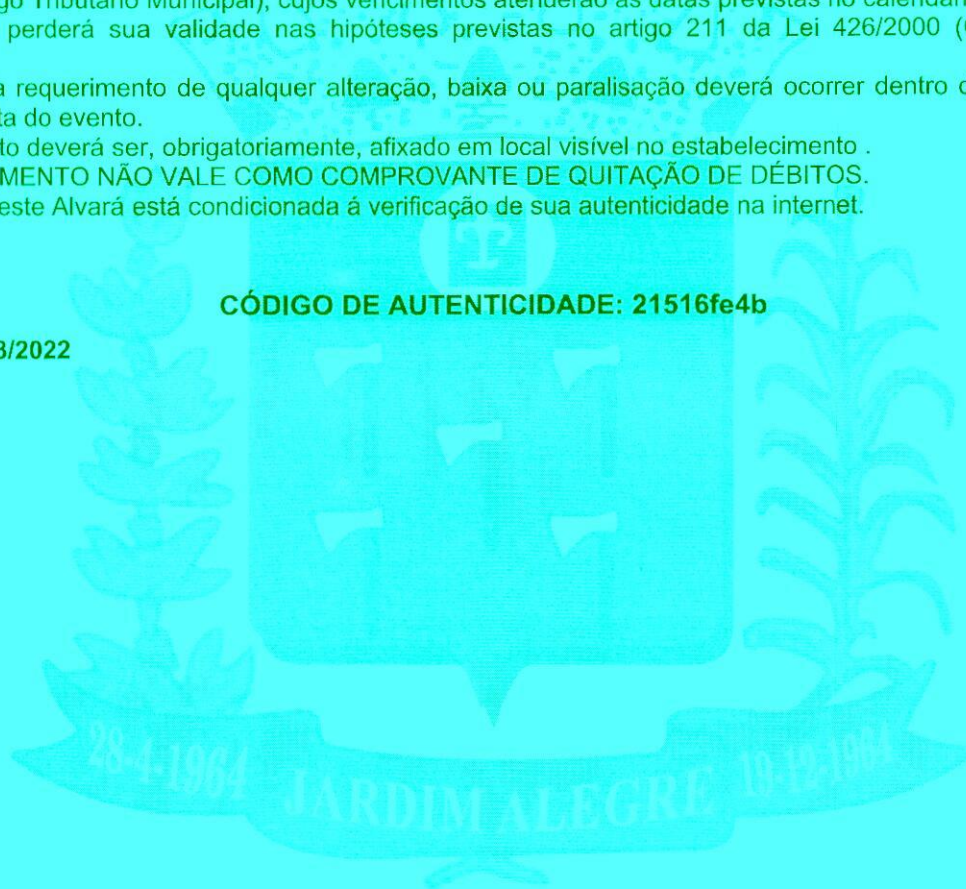 go Tributário Municipal), cujos vencimentos atenderão às datas previstas no calendár
perderá sua validade nas hipóteses previstas no artigo 211 da Lei 426/2000 (
a requerimento de qualquer alteração, baixa ou paralisação deverá ocorrer dentro
ta do evento.
to deverá ser, obrigatoriamente, afixado em local visível no estabelecimento .
MENTO NÃO VALE COMO COMPROVANTE DE QUITAÇÃO DE DÉBITOS.
este Alvará está condicionada á verificação de sua autenticidade na internet.
CÓDIGO DE AUTENTICIDADE: 21516fe4b
3/2022
28-4-1964 JARDIM ALEGRE 19-12-1964